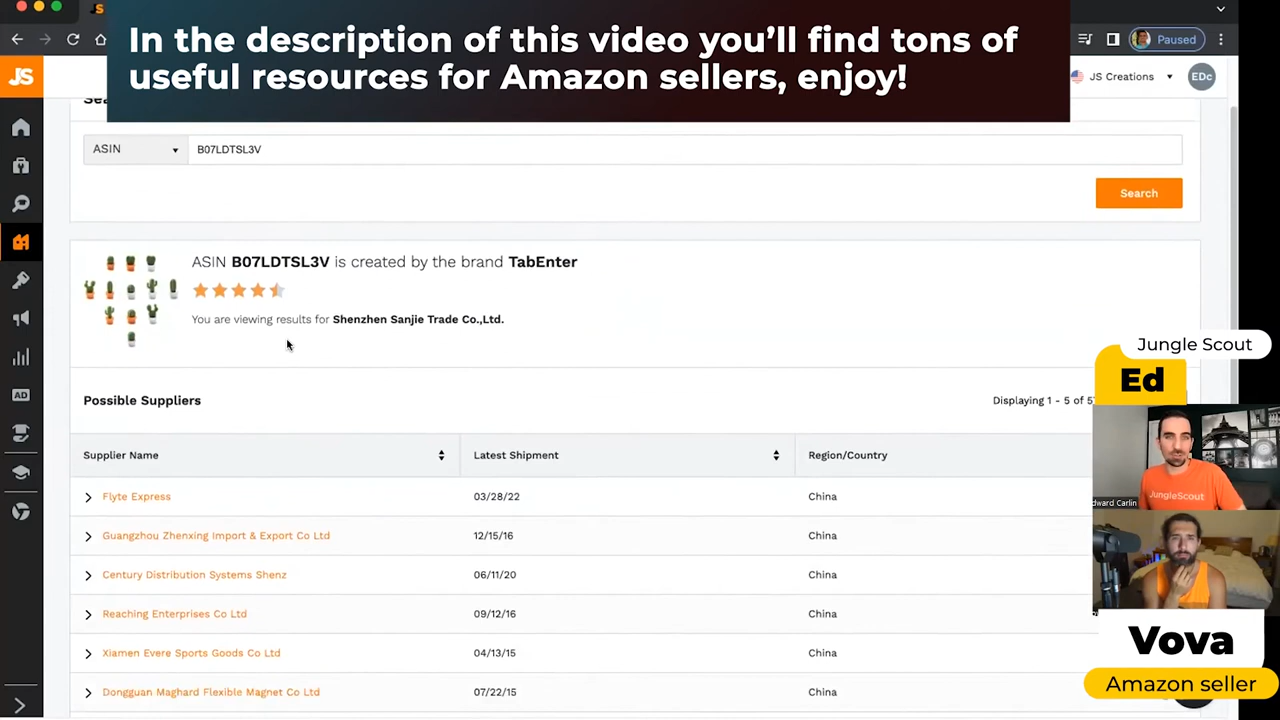 In the description of this video you'll find tons of
useful resources for Amazon sellers, enjoy!
JS
Paused
JS Creations
EDc
ASIN
B07LDTSL3V
Search
ASIN B07LDTSL3V is created by the brand TabEnter
You are viewing results for Shenzhen Sanjie Trade Co.,Ltd.
Possible Suppliers
Displaying 1 - 5 of
Supplier Name
Latest Shipment
Region/Country
Flyte Express
03/28/22
China
Guangzhou Zhenxing Import & Export Co Ltd
12/15/16
China
Century Distribution Systems Shenz
06/11/20
China
Reaching Enterprises Co Ltd
09/12/16
China
Xiamen Evere Sports Goods Co Ltd
04/13/15
China
Dongguan Maghard Flexible Magnet Co Ltd
07/22/15
China
AD
Jungle Scout
Ed
JungleScout
dward Carlin
Vova
Amazon seller